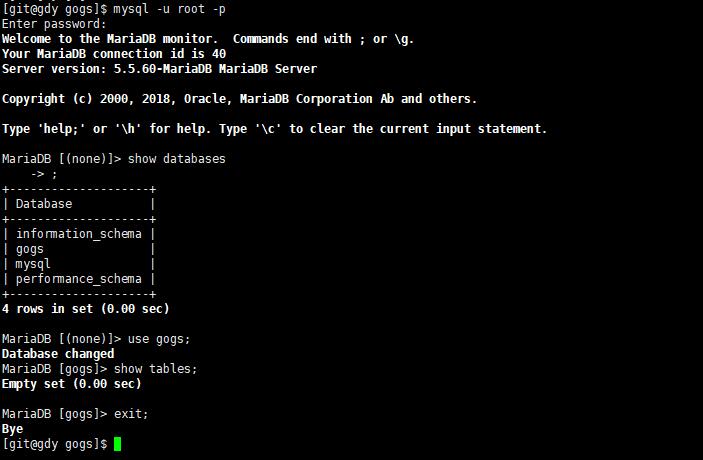 [git@gdy gogs]$ mysql -u root -p
Enter password:
Welcome to the MariaDB monitor.  Commands end with ; or \g.
Your MariaDB connection id is 40
Server version: 5.5.60-MariaDB MariaDB Server
Copyright (c) 2000, 2018, Oracle, MariaDB Corporation Ab and others.
Type 'help;' or '\h' for help. Type '\c' to clear the current input statement.
MariaDB [(none)]> show databases
    -> ;
+--------------------+
| Database           |
+--------------------+
| information_schema |
| gogs               |
| mysql              |
| performance_schema |
+--------------------+
4 rows in set (0.00 sec)
MariaDB [(none)]> use gogs;
Database changed
MariaDB [gogs]> show tables;
Empty set (0.00 sec)
MariaDB [gogs]> exit;
Bye
[git@gdy gogs]$